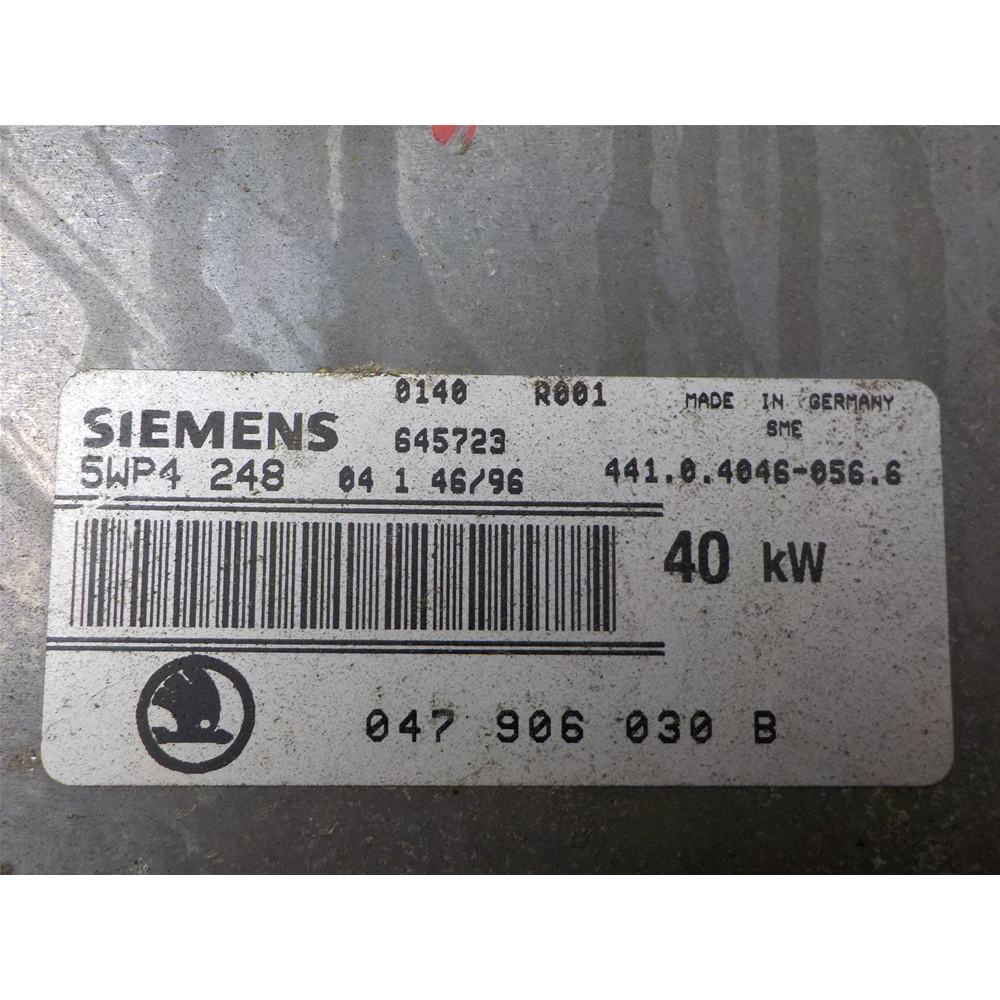 0140 R001
SIEMENS 645723 MADE IN GERMANY
SME
5WP4 248 04 1 46/96 441.0.4046-056.6
40 kW
047 906 030 B